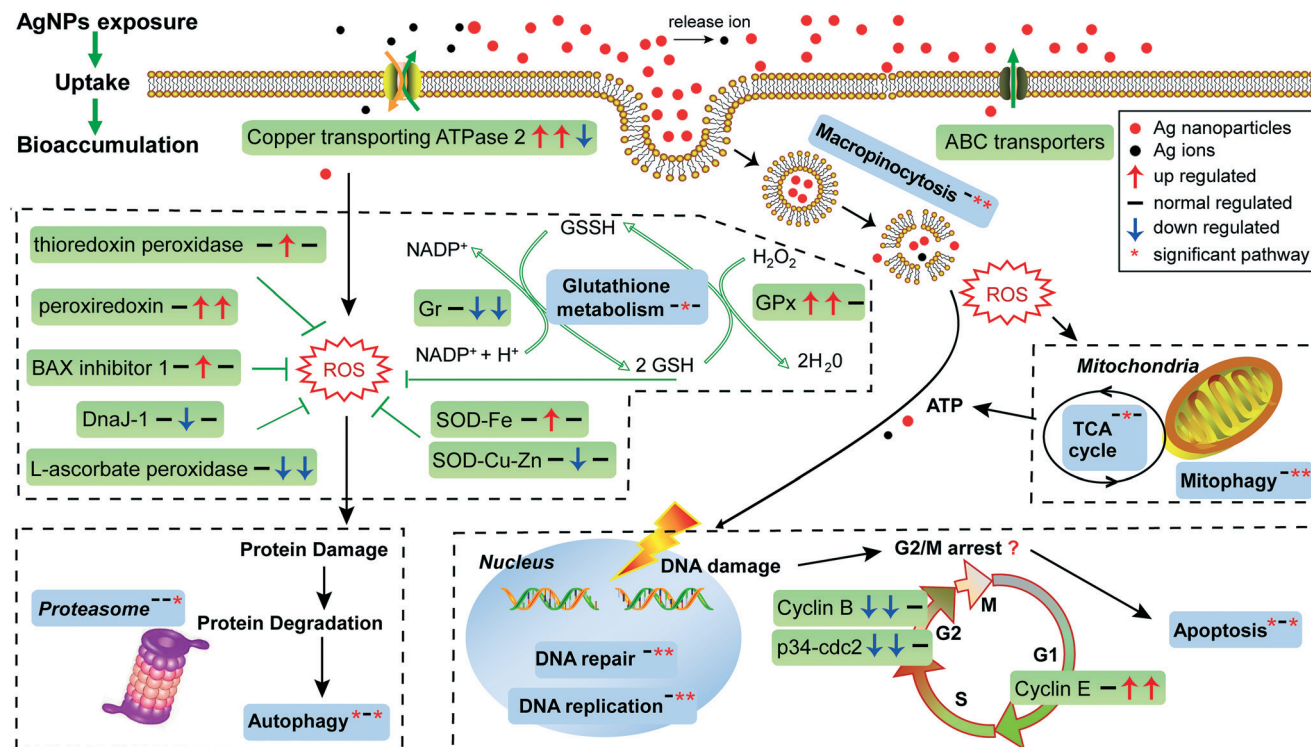 AgNPs exposure
Uptake
Bioaccumulation
release ion
Copper transporting ATPase 2 ↑ ↑ ↓
ABC transporters
Macropinocytosis -**
Ag nanoparticles
Ag ions
↑ up regulated
– normal regulated
↓ down regulated
* significant pathway
thioredoxin peroxidase – ↑ –
peroxiredoxin – ↑ ↑
BAX inhibitor 1 – ↑ –
DnaJ-1 – ↓ –
L-ascorbate peroxidase – ↓ ↓
ROS
SOD-Fe – ↑ –
SOD-Cu-Zn – ↓ –
GSSH
NADP⁺
H₂O₂
Gr – ↓ ↓
Glutathione
metabolism -*-
GPx ↑ ↑ –
NADP⁺ + H⁺
2 GSH
2H₂0
ROS
Mitochondria
ATP
TCA -*-
cycle
Mitophagy -**
Protein Damage
Proteasome --*
Protein Degradation
Autophagy *-*
Nucleus
DNA damage
DNA repair -**
DNA replication -**
G2/M arrest ?
Cyclin B ↓ ↓ –
p34-cdc2 ↓ ↓ –
M
G2
G1
S
Cyclin E – ↑ ↑
Apoptosis *-*